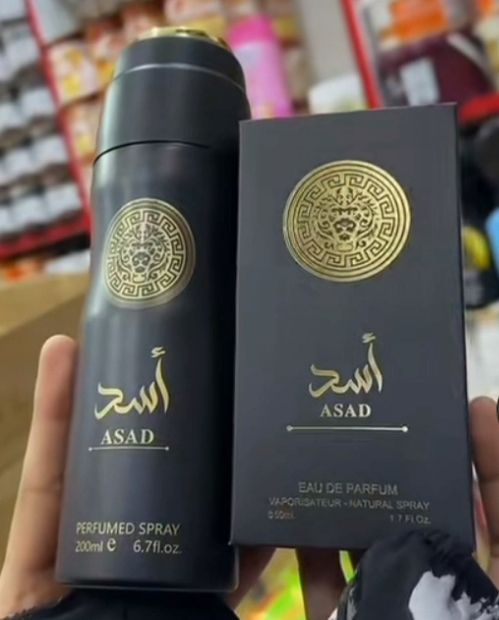 أسد
ASAD
PERFUMED SPRAY
200ml e 6.7fl.oz.
أسد
ASAD
EAU DE PARFUM
VAPORISATEUR - NATURAL SPRAY
1.7 Fl Oz.